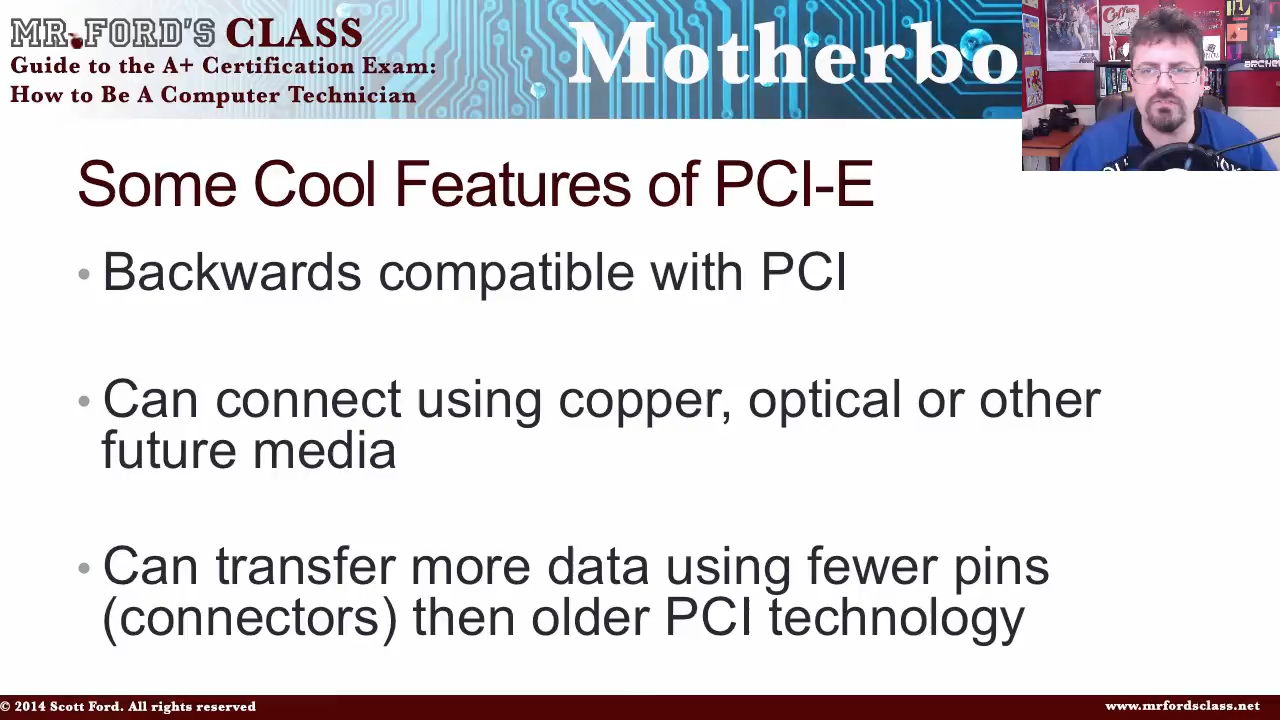 MR. FORD'S CLASS
Guide to the A+ Certification Exam:
How to Be A Computer Technician
Motherbo
Some Cool Features of PCI-E
• Backwards compatible with PCI
• Can connect using copper, optical or other
future media
• Can transfer more data using fewer pins
(connectors) then older PCI technology
© 2014 Scott Ford. All rights reserved
www.mrfordsclass.net